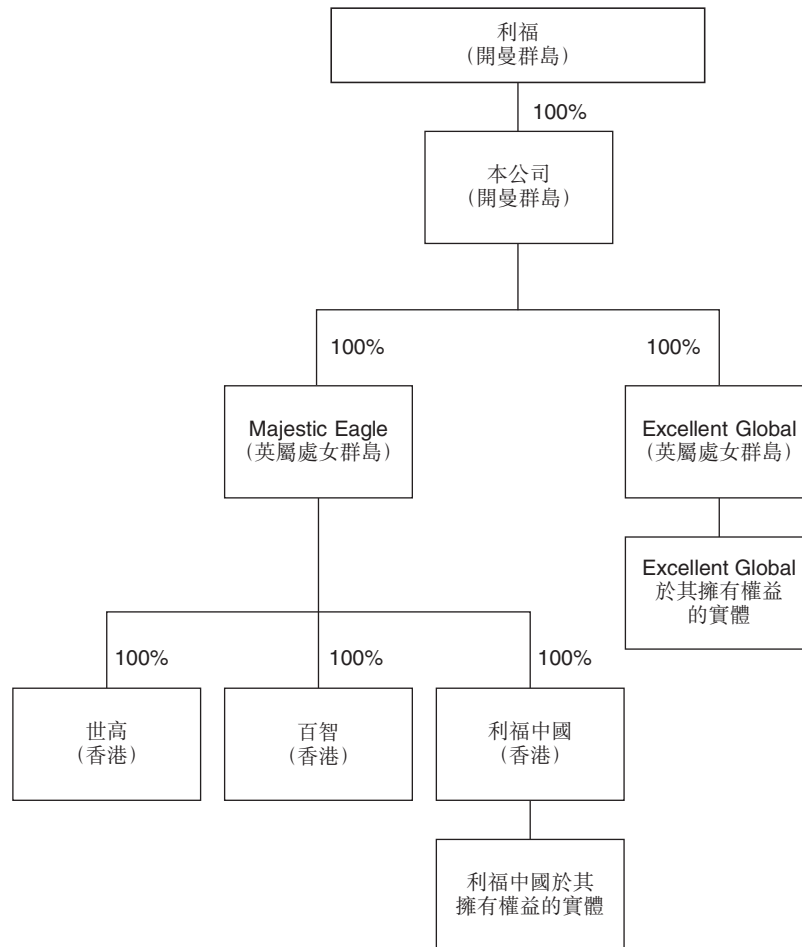 利福
(開曼群島)
100%
本公司
(開曼群島)
100%
100%
Majestic Eagle
(英屬處女群島)
Excellent Global
(英屬處女群島)
Excellent Global
於其擁有權益
的實體
100%
100%
100%
世高
(香港)
百智
(香港)
利福中國
(香港)
利福中國於其
擁有權益的實體